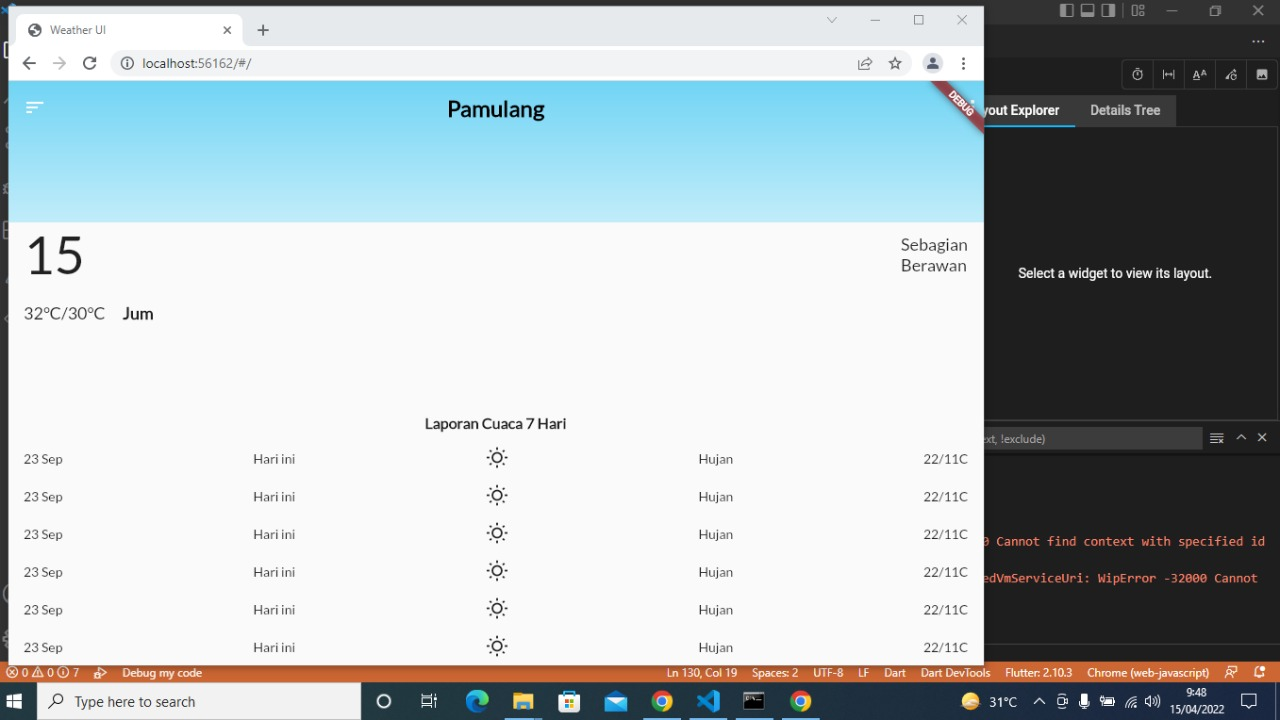 Weather UI
localhost:56162/#/
Pamulang
DEBUG
15
Sebagian
Berawan
32°C/30°C Jum
Laporan Cuaca 7 Hari
23 Sep Hari ini Hujan 22/11C
23 Sep Hari ini Hujan 22/11C
23 Sep Hari ini Hujan 22/11C
23 Sep Hari ini Hujan 22/11C
23 Sep Hari ini Hujan 22/11C
23 Sep Hari ini Hujan 22/11C
Explorer Details Tree
Select a widget to view its layout.
!exclude)
Cannot find context with specified id
WipError -32000 Cannot
0 0 7 Debug my code Ln 130, Col 19 Spaces: 2 UTF-8 LF Dart Dart DevTools Flutter: 2.10.3 Chrome (web-javascript)
Type here to search 31°C 9:48
15/04/2022